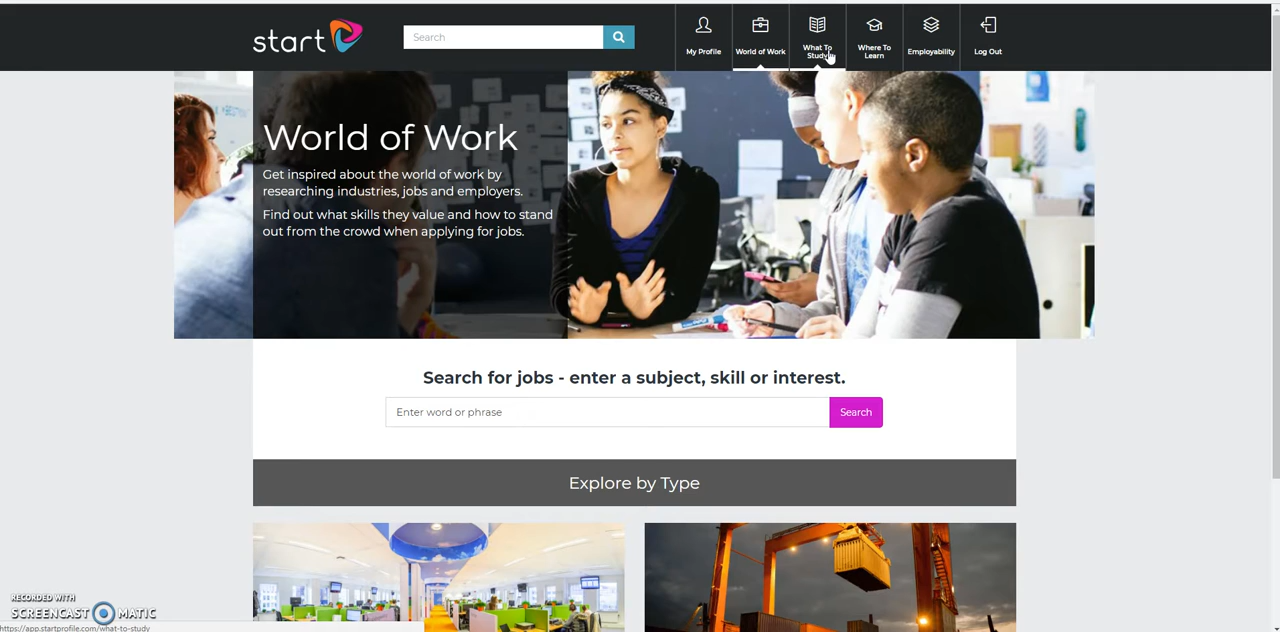 start
Search
My Profile
World of Work
What To
Study
Where To
Learn
Employability
Log Out
World of Work
Get inspired about the world of work by
researching industries, jobs and employers.
Find out what skills they value and how to stand
out from the crowd when applying for jobs.
Search for jobs - enter a subject, skill or interest.
Enter word or phrase
Search
Explore by Type
RECORDED WITH
SCREENCAST MATIC
https://app.startprofile.com/what-to-study